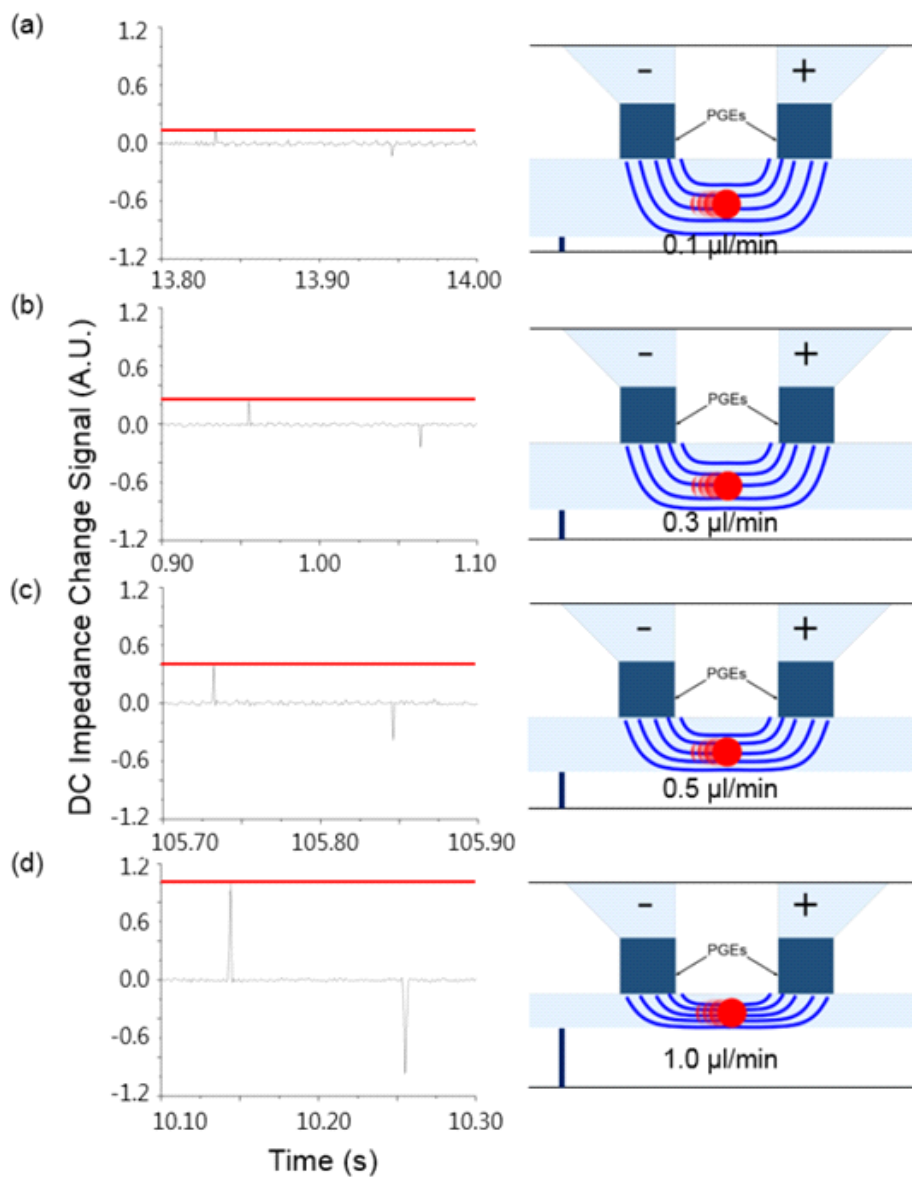 (a)
1.2
0.6
0.0
-0.6
-1.2
13.80 13.90 14.00
- +
PGEs
0.1 µl/min
(b)
1.2
0.6
0.0
-0.6
-1.2
0.90 1.00 1.10
- +
PGEs
0.3 µl/min
DC Impedance Change Signal (A.U.)
(c)
1.2
0.6
0.0
-0.6
-1.2
105.70 105.80 105.90
- +
PGEs
0.5 µl/min
(d)
1.2
0.6
0.0
-0.6
-1.2
10.10 10.20 10.30
- +
PGEs
1.0 µl/min
Time (s)